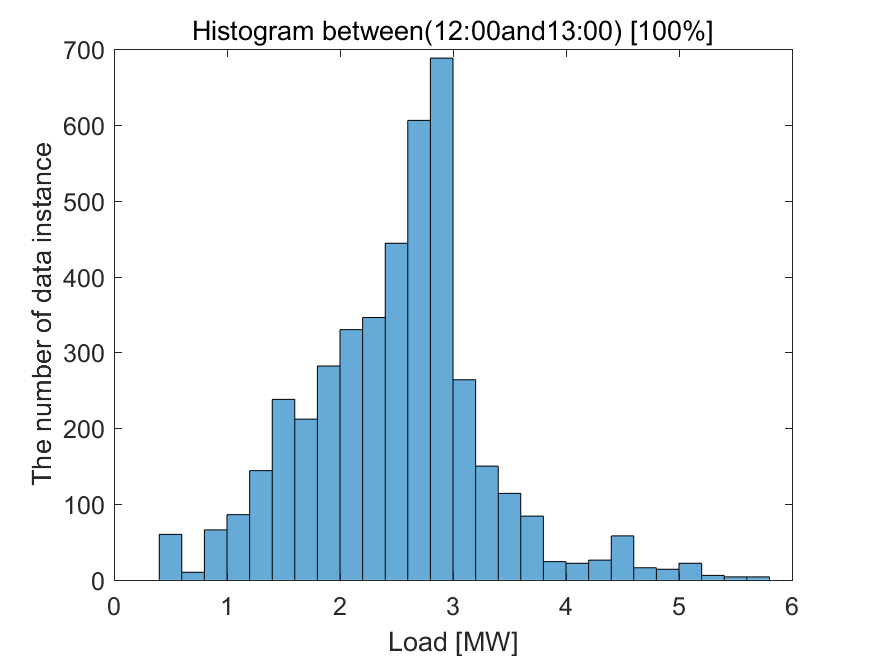 Histogram between(12:00and13:00) [100%]
The number of data instance
700
600
500
400
300
200
100
0
0 1 2 3 4 5 6
Load [MW]